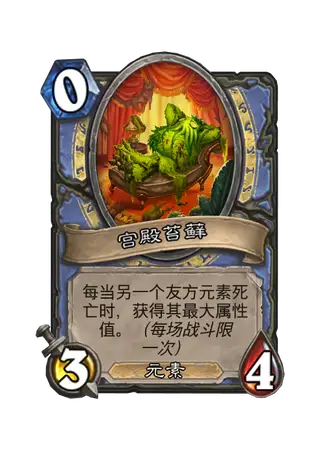 0
宫殿苔藓
每当另一个友方元素死
亡时，获得其最大属性
值。（每场战斗限
一次）
3
元素
4